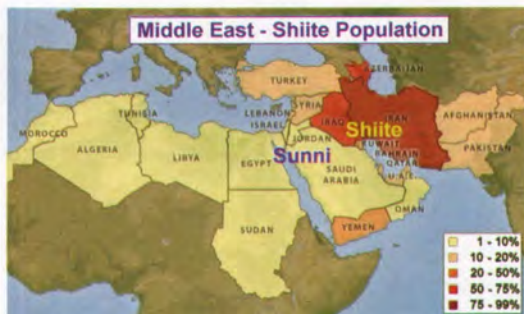 Middle East - Shiite Population
AZERBAIJAN
TURKEY
TUNISIA
SYRIA
LEBANON
IRAQ
IRAN
AFGHANISTAN
MOROCCO
ISRAEL
Shiite
ALGERIA
JORDAN
KUWAIT
PAKISTAN
LIBYA
EGYPT
Sunni
BAHRAIN
QATAR
SAUDI
ARABIA
U.A.E.
OMAN
SUDAN
YEMEN
1 - 10%
10 - 20%
20 - 50%
50 - 75%
75 - 99%